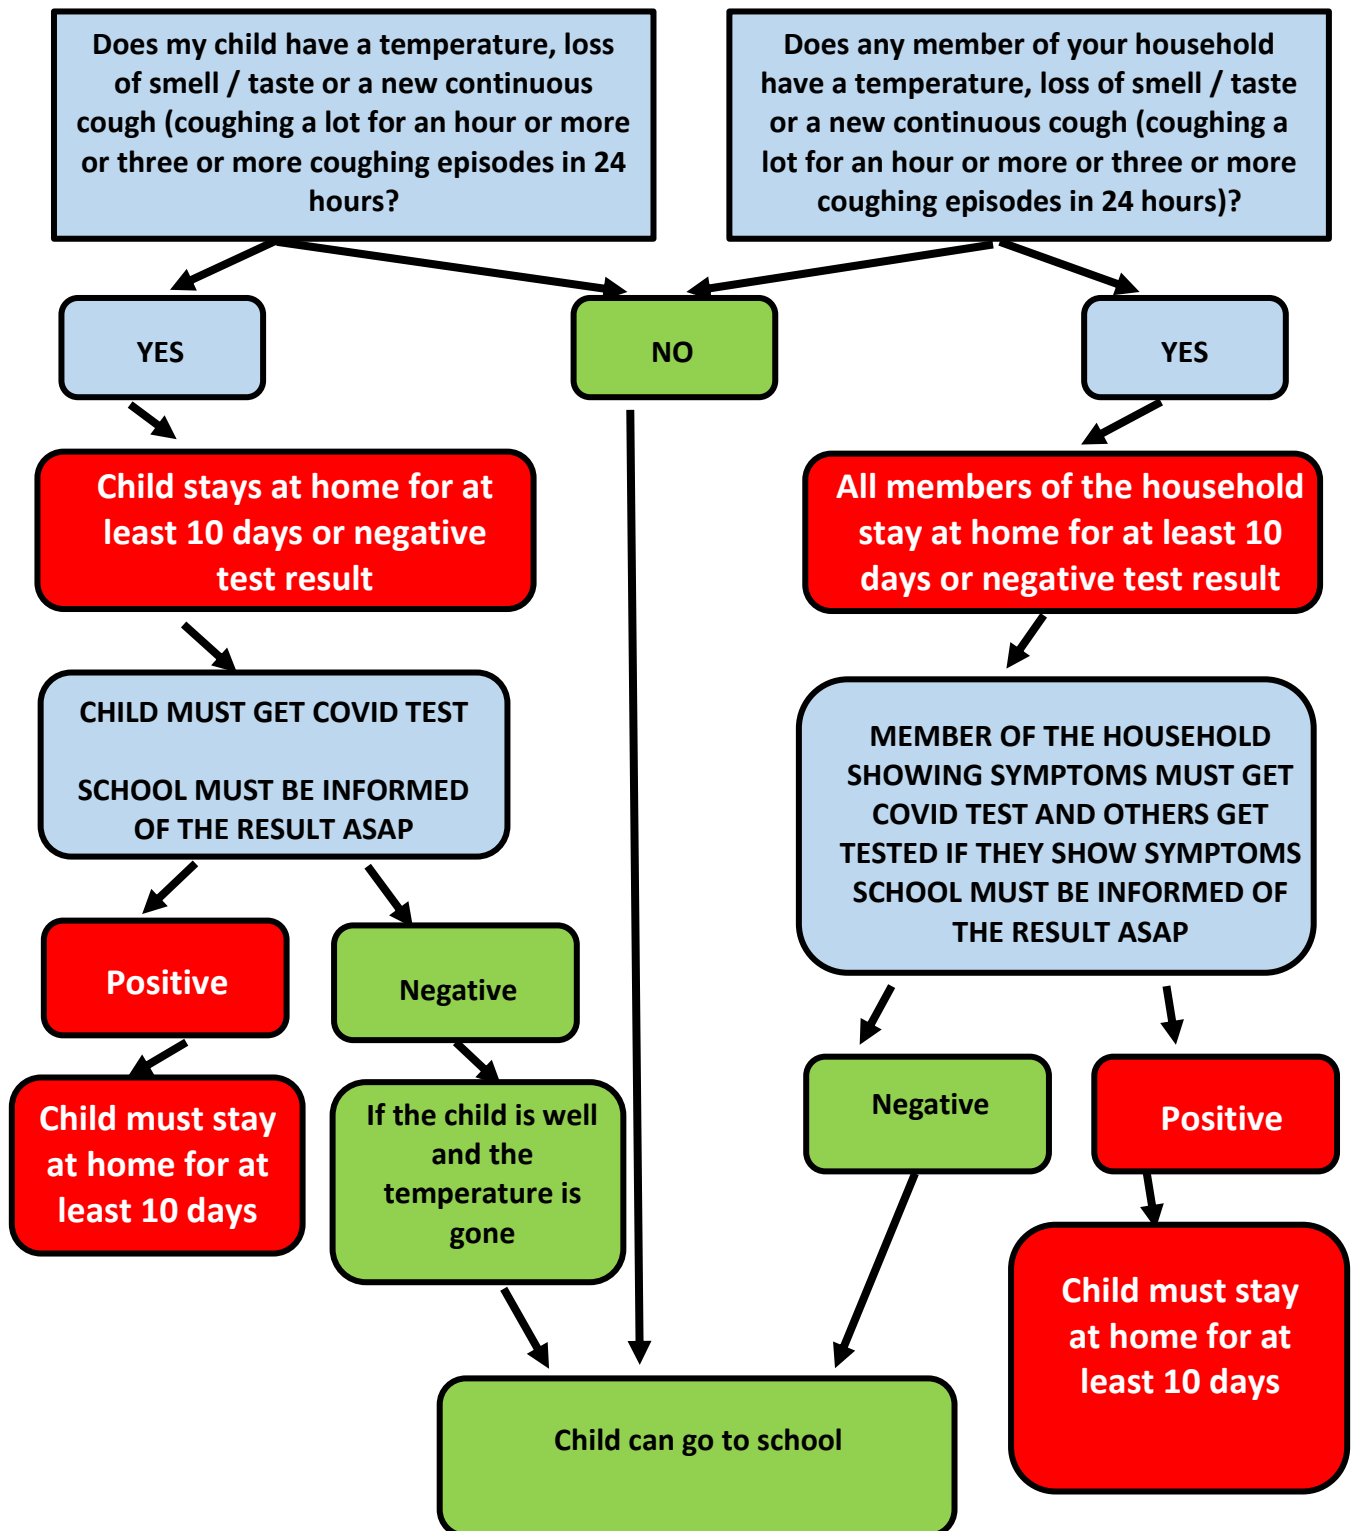 Does my child have a temperature, loss
of smell / taste or a new continuous
cough (coughing a lot for an hour or more
or three or more coughing episodes in 24
hours?
Does any member of your household
have a temperature, loss of smell / taste
or a new continuous cough (coughing a
lot for an hour or more or three or more
coughing episodes in 24 hours)?
YES
NO
YES
Child stays at home for at
least 10 days or negative
test result
All members of the household
stay at home for at least 10
days or negative test result
CHILD MUST GET COVID TEST
SCHOOL MUST BE INFORMED
OF THE RESULT ASAP
MEMBER OF THE HOUSEHOLD
SHOWING SYMPTOMS MUST GET
COVID TEST AND OTHERS GET
TESTED IF THEY SHOW SYMPTOMS
SCHOOL MUST BE INFORMED OF
THE RESULT ASAP
Positive
Negative
Negative
Positive
Child must stay
at home for at
least 10 days
If the child is well
and the
temperature is
gone
Child must stay
at home for at
least 10 days
Child can go to school